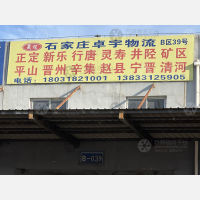 石家庄卓宇物流 B区39号
正定 新乐 行唐 灵寿 井陉 矿区
平山 晋州 辛集 赵县 宁晋 清河
电话：18031821001 13833125905
B-039